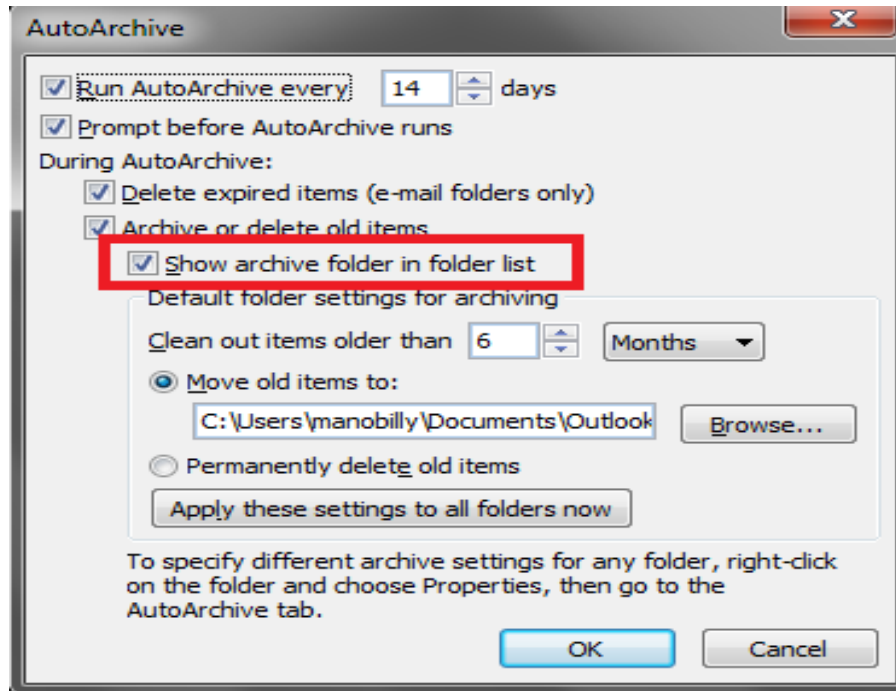 AutoArchive
Run AutoArchive every 14 days
Prompt before AutoArchive runs
During AutoArchive:
Delete expired items (e-mail folders only)
Archive or delete old items
Show archive folder in folder list
Default folder settings for archiving
Clean out items older than 6 Months
Move old items to:
C:\Users\manobilly\Documents\Outlook Browse...
Permanently delete old items
Apply these settings to all folders now
To specify different archive settings for any folder, right-click
on the folder and choose Properties, then go to the
AutoArchive tab.
OK Cancel